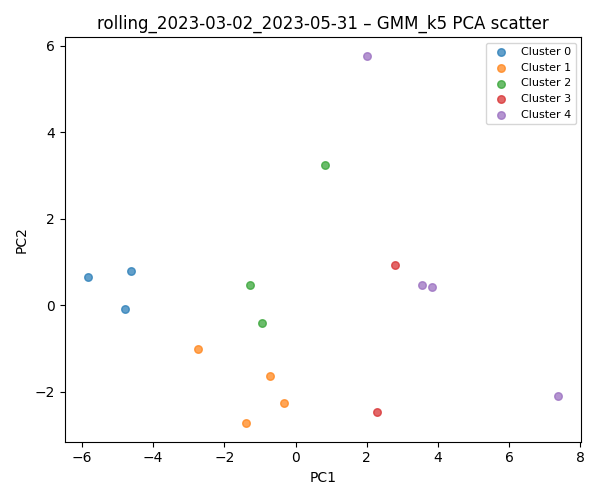 rolling_2023-03-02_2023-05-31 – GMM_k5 PCA scatter
Cluster 0
Cluster 1
Cluster 2
Cluster 3
Cluster 4
6
4
2
0
−2
PC2
−6
−4
−2
0
2
4
6
8
PC1